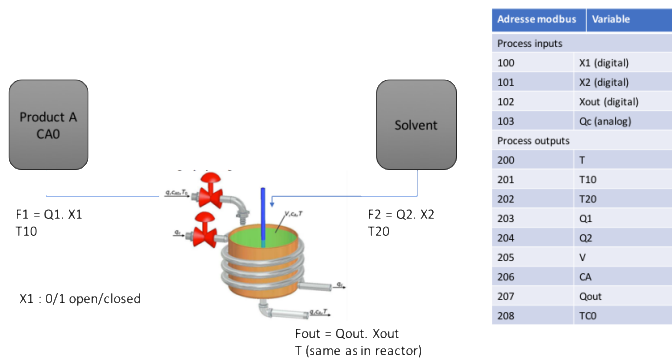 Product A
CA0
Solvent
F1 = Q1. X1
T10
F2 = Q2. X2
T20
X1 : 0/1 open/closed
Fout = Qout. Xout
T (same as in reactor)
Adresse modbus Variable
Process inputs
100 X1 (digital)
101 X2 (digital)
102 Xout (digital)
103 Qc (analog)
Process outputs
200 T
201 T10
202 T20
203 Q1
204 Q2
205 V
206 CA
207 Qout
208 TC0